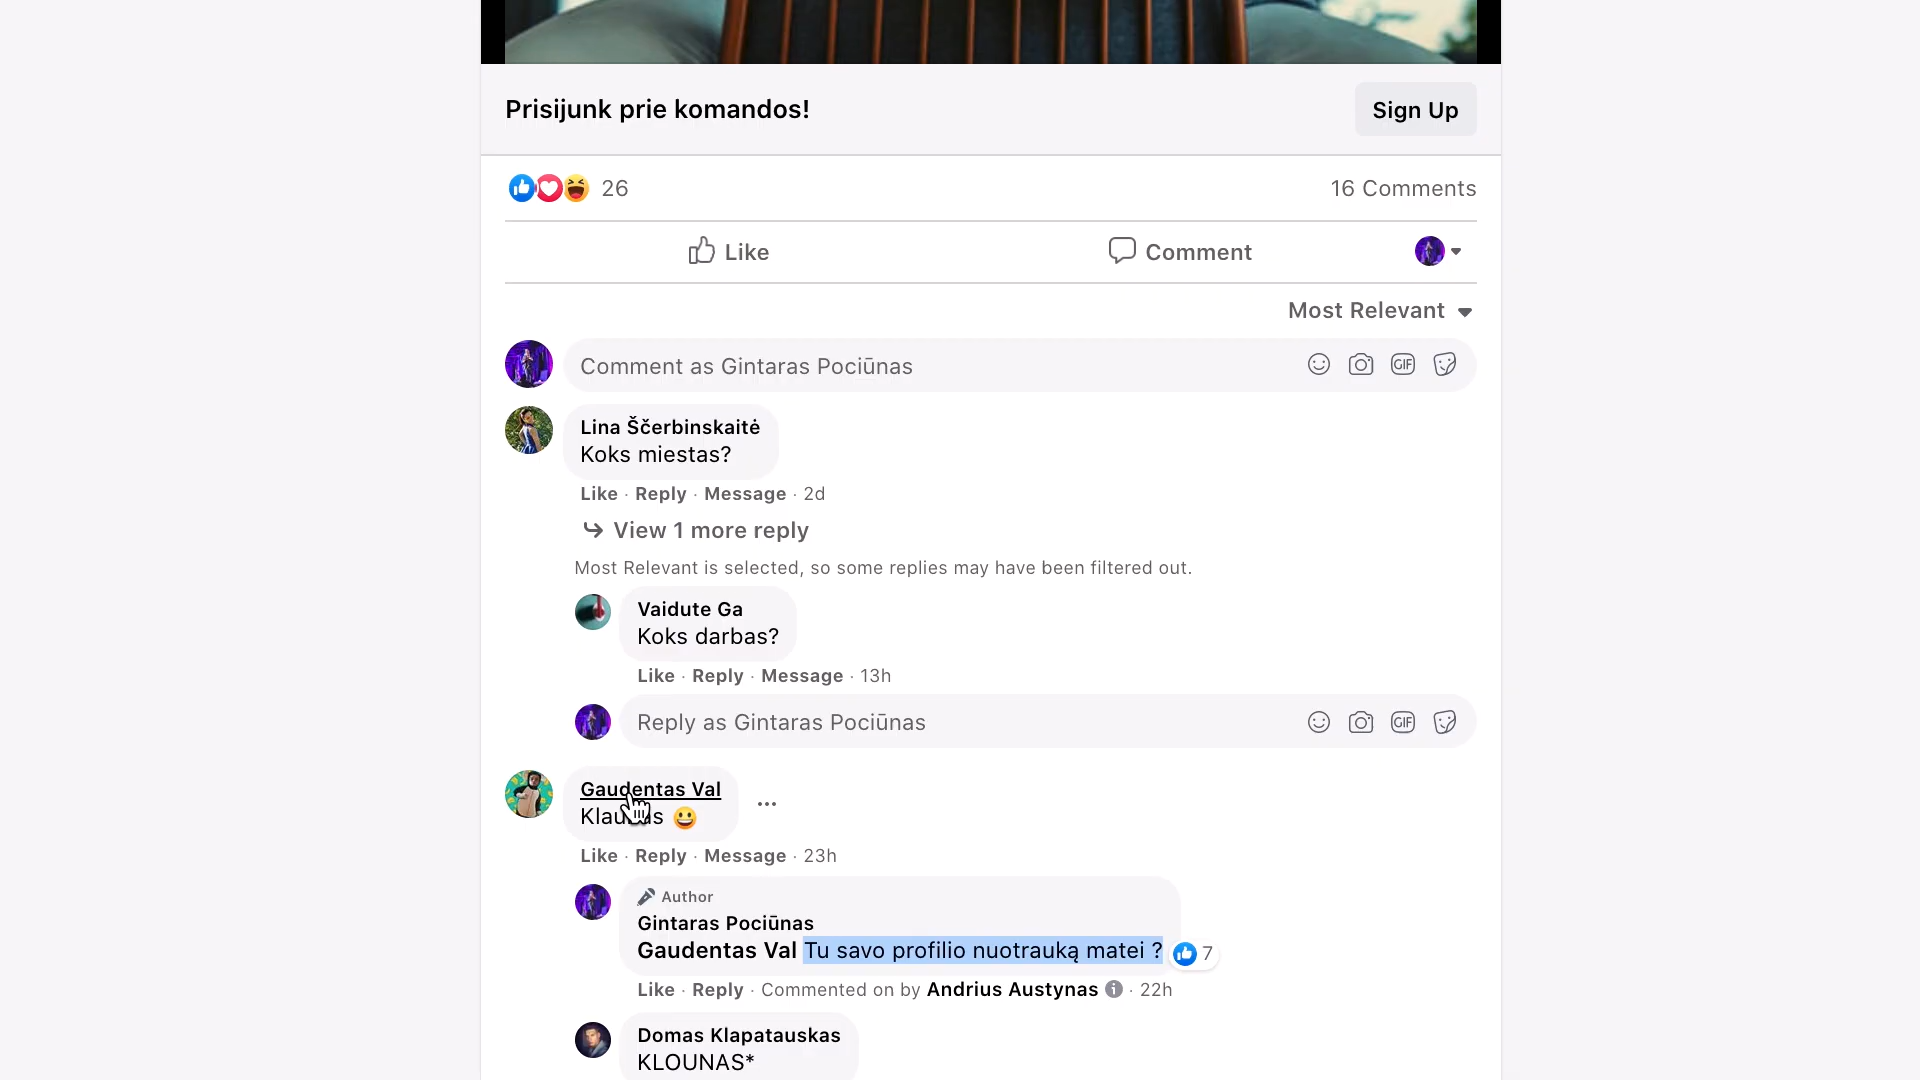 Prisijunk prie komandos!
Sign Up
26
16 Comments
Like
Comment
Most Relevant
Comment as Gintaras Pociūnas
GIF
Lina Ščerbinskaitė
Koks miestas?
Like · Reply · Message · 2d
View 1 more reply
Most Relevant is selected, so some replies may have been filtered out.
Vaidute Ga
Koks darbas?
Like · Reply · Message · 13h
Reply as Gintaras Pociūnas
GIF
Gaudentas Val
Like · Reply · Message · 23h
Author
Gintaras Pociūnas
Gaudentas Val Tu savo profilio nuotrauką matei ?
7
Like · Reply · Commented on by Andrius Austynas · 22h
Domas Klapatauskas
KLOUNAS*